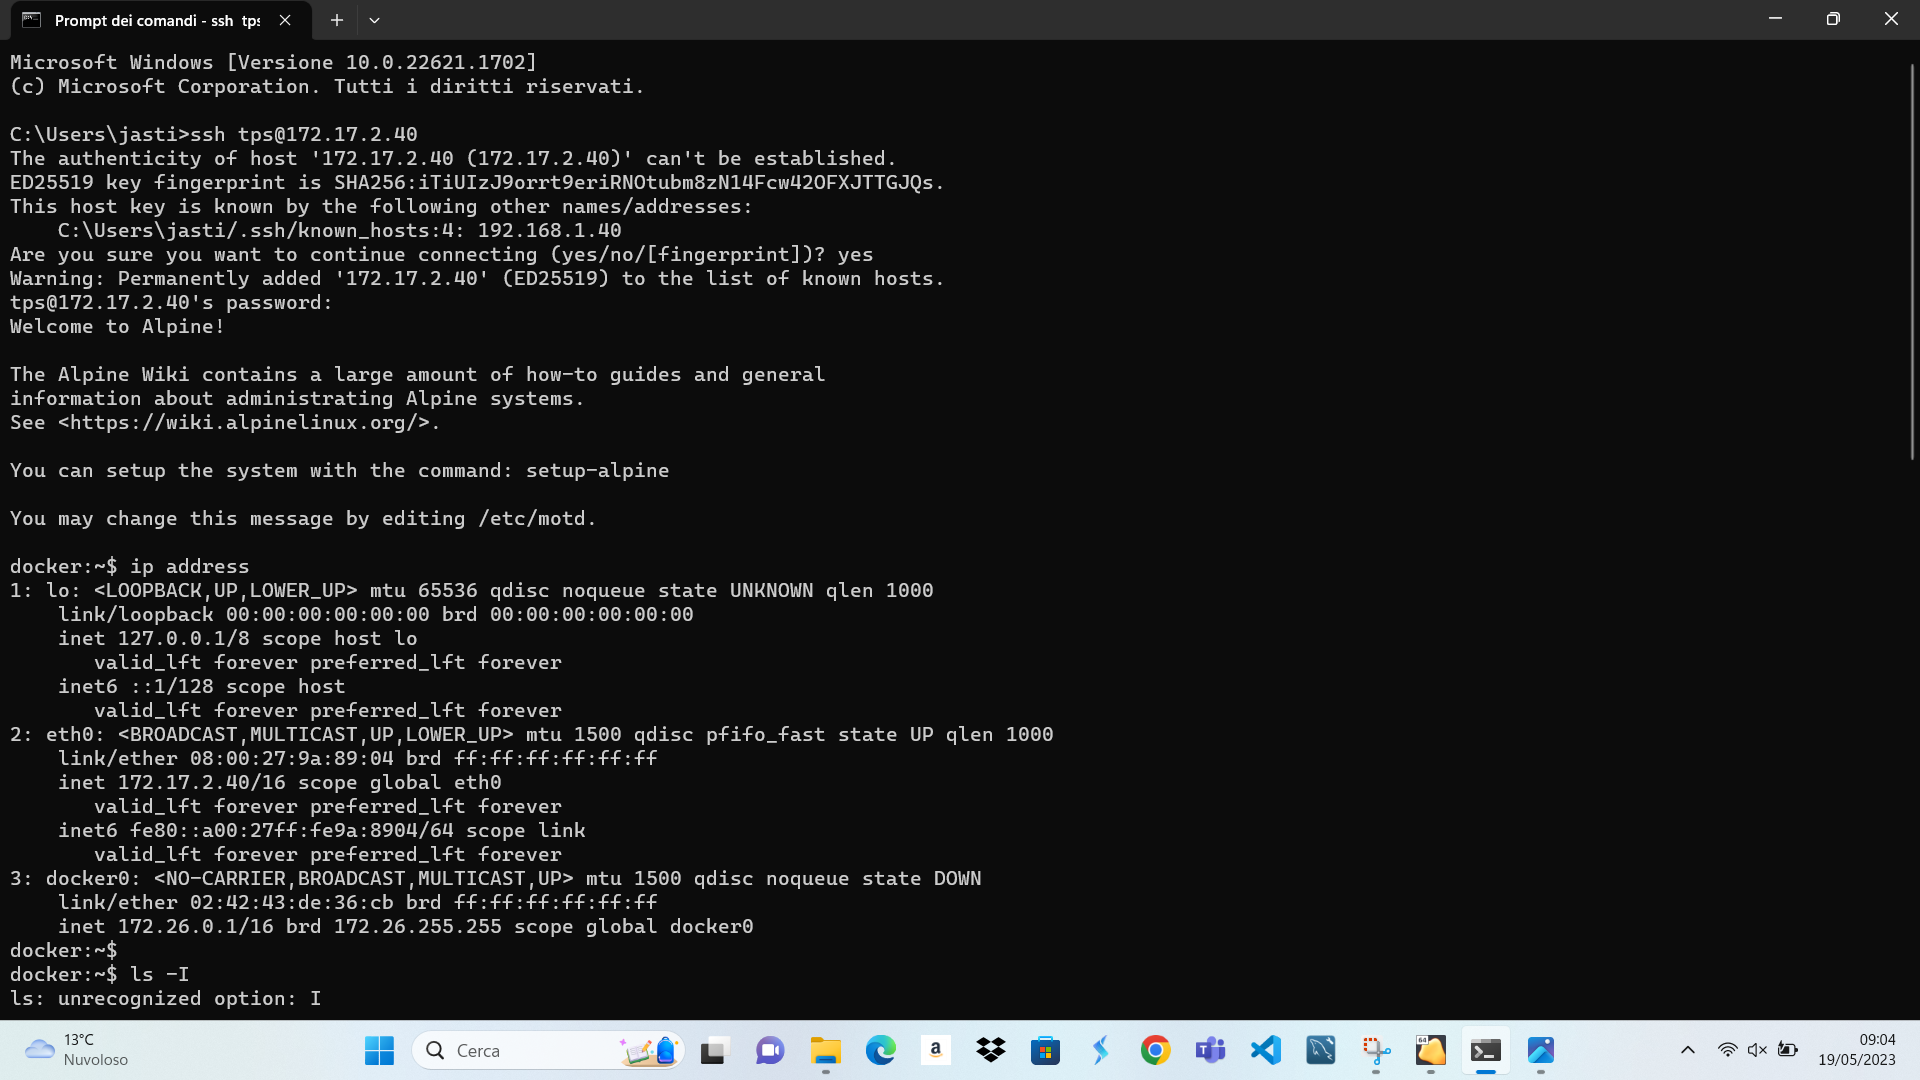 Prompt dei comandi - ssh tps
Microsoft Windows [Versione 10.0.22621.1702]
(c) Microsoft Corporation. Tutti i diritti riservati.
C:\Users\jasti>ssh tps@172.17.2.40
The authenticity of host '172.17.2.40 (172.17.2.40)' can't be established.
ED25519 key fingerprint is SHA256:iTiUIzJ9orrt9eriRNOtubm8zN14Fcw42OFXJTTGJQs.
This host key is known by the following other names/addresses:
    C:\Users\jasti/.ssh/known_hosts:4: 192.168.1.40
Are you sure you want to continue connecting (yes/no/[fingerprint])? yes
Warning: Permanently added '172.17.2.40' (ED25519) to the list of known hosts.
tps@172.17.2.40's password:
Welcome to Alpine!
The Alpine Wiki contains a large amount of how-to guides and general
information about administrating Alpine systems.
See <https://wiki.alpinelinux.org/>.
You can setup the system with the command: setup-alpine
You may change this message by editing /etc/motd.
docker:~$ ip address
1: lo: <LOOPBACK,UP,LOWER_UP> mtu 65536 qdisc noqueue state UNKNOWN qlen 1000
    link/loopback 00:00:00:00:00:00 brd 00:00:00:00:00:00
    inet 127.0.0.1/8 scope host lo
       valid_lft forever preferred_lft forever
    inet6 ::1/128 scope host
       valid_lft forever preferred_lft forever
2: eth0: <BROADCAST,MULTICAST,UP,LOWER_UP> mtu 1500 qdisc pfifo_fast state UP qlen 1000
    link/ether 08:00:27:9a:89:04 brd ff:ff:ff:ff:ff:ff
    inet 172.17.2.40/16 scope global eth0
       valid_lft forever preferred_lft forever
    inet6 fe80::a00:27ff:fe9a:8904/64 scope link
       valid_lft forever preferred_lft forever
3: docker0: <NO-CARRIER,BROADCAST,MULTICAST,UP> mtu 1500 qdisc noqueue state DOWN
    link/ether 02:42:43:de:36:cb brd ff:ff:ff:ff:ff:ff
    inet 172.26.0.1/16 brd 172.26.255.255 scope global docker0
docker:~$
docker:~$ ls -I
ls: unrecognized option: I
13°C
Nuvoloso
Cerca
a
64
09:04
19/05/2023